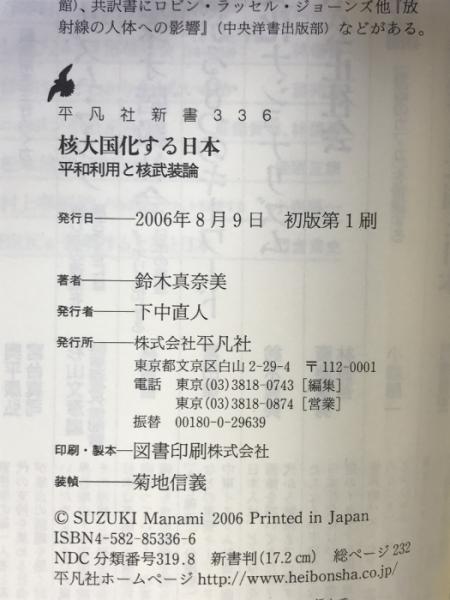 館)、共訳書にロビン・ラッセル・ジョーンズ他『放
射線の人体への影響』(中央洋書出版部)などがある。
平凡社新書336
核大国化する日本
平和利用と核武装論
発行日――2006年8月9日 初版第1刷
著者――鈴木真奈美
発行者――下中直人
発行所――株式会社平凡社
東京都文京区白山2-29-4 〒112-0001
電話 東京(03)3818-0743[編集]
東京(03)3818-0874[営業]
振替 00180-0-29639
印刷・製本―図書印刷株式会社
装幀――菊地信義
© SUZUKI Manami 2006 Printed in Japan
ISBN4-582-85336-6
NDC分類番号319.8 新書判(17.2cm) 総ページ232
平凡社ホームページhttp://www.heibonsha.co.jp/